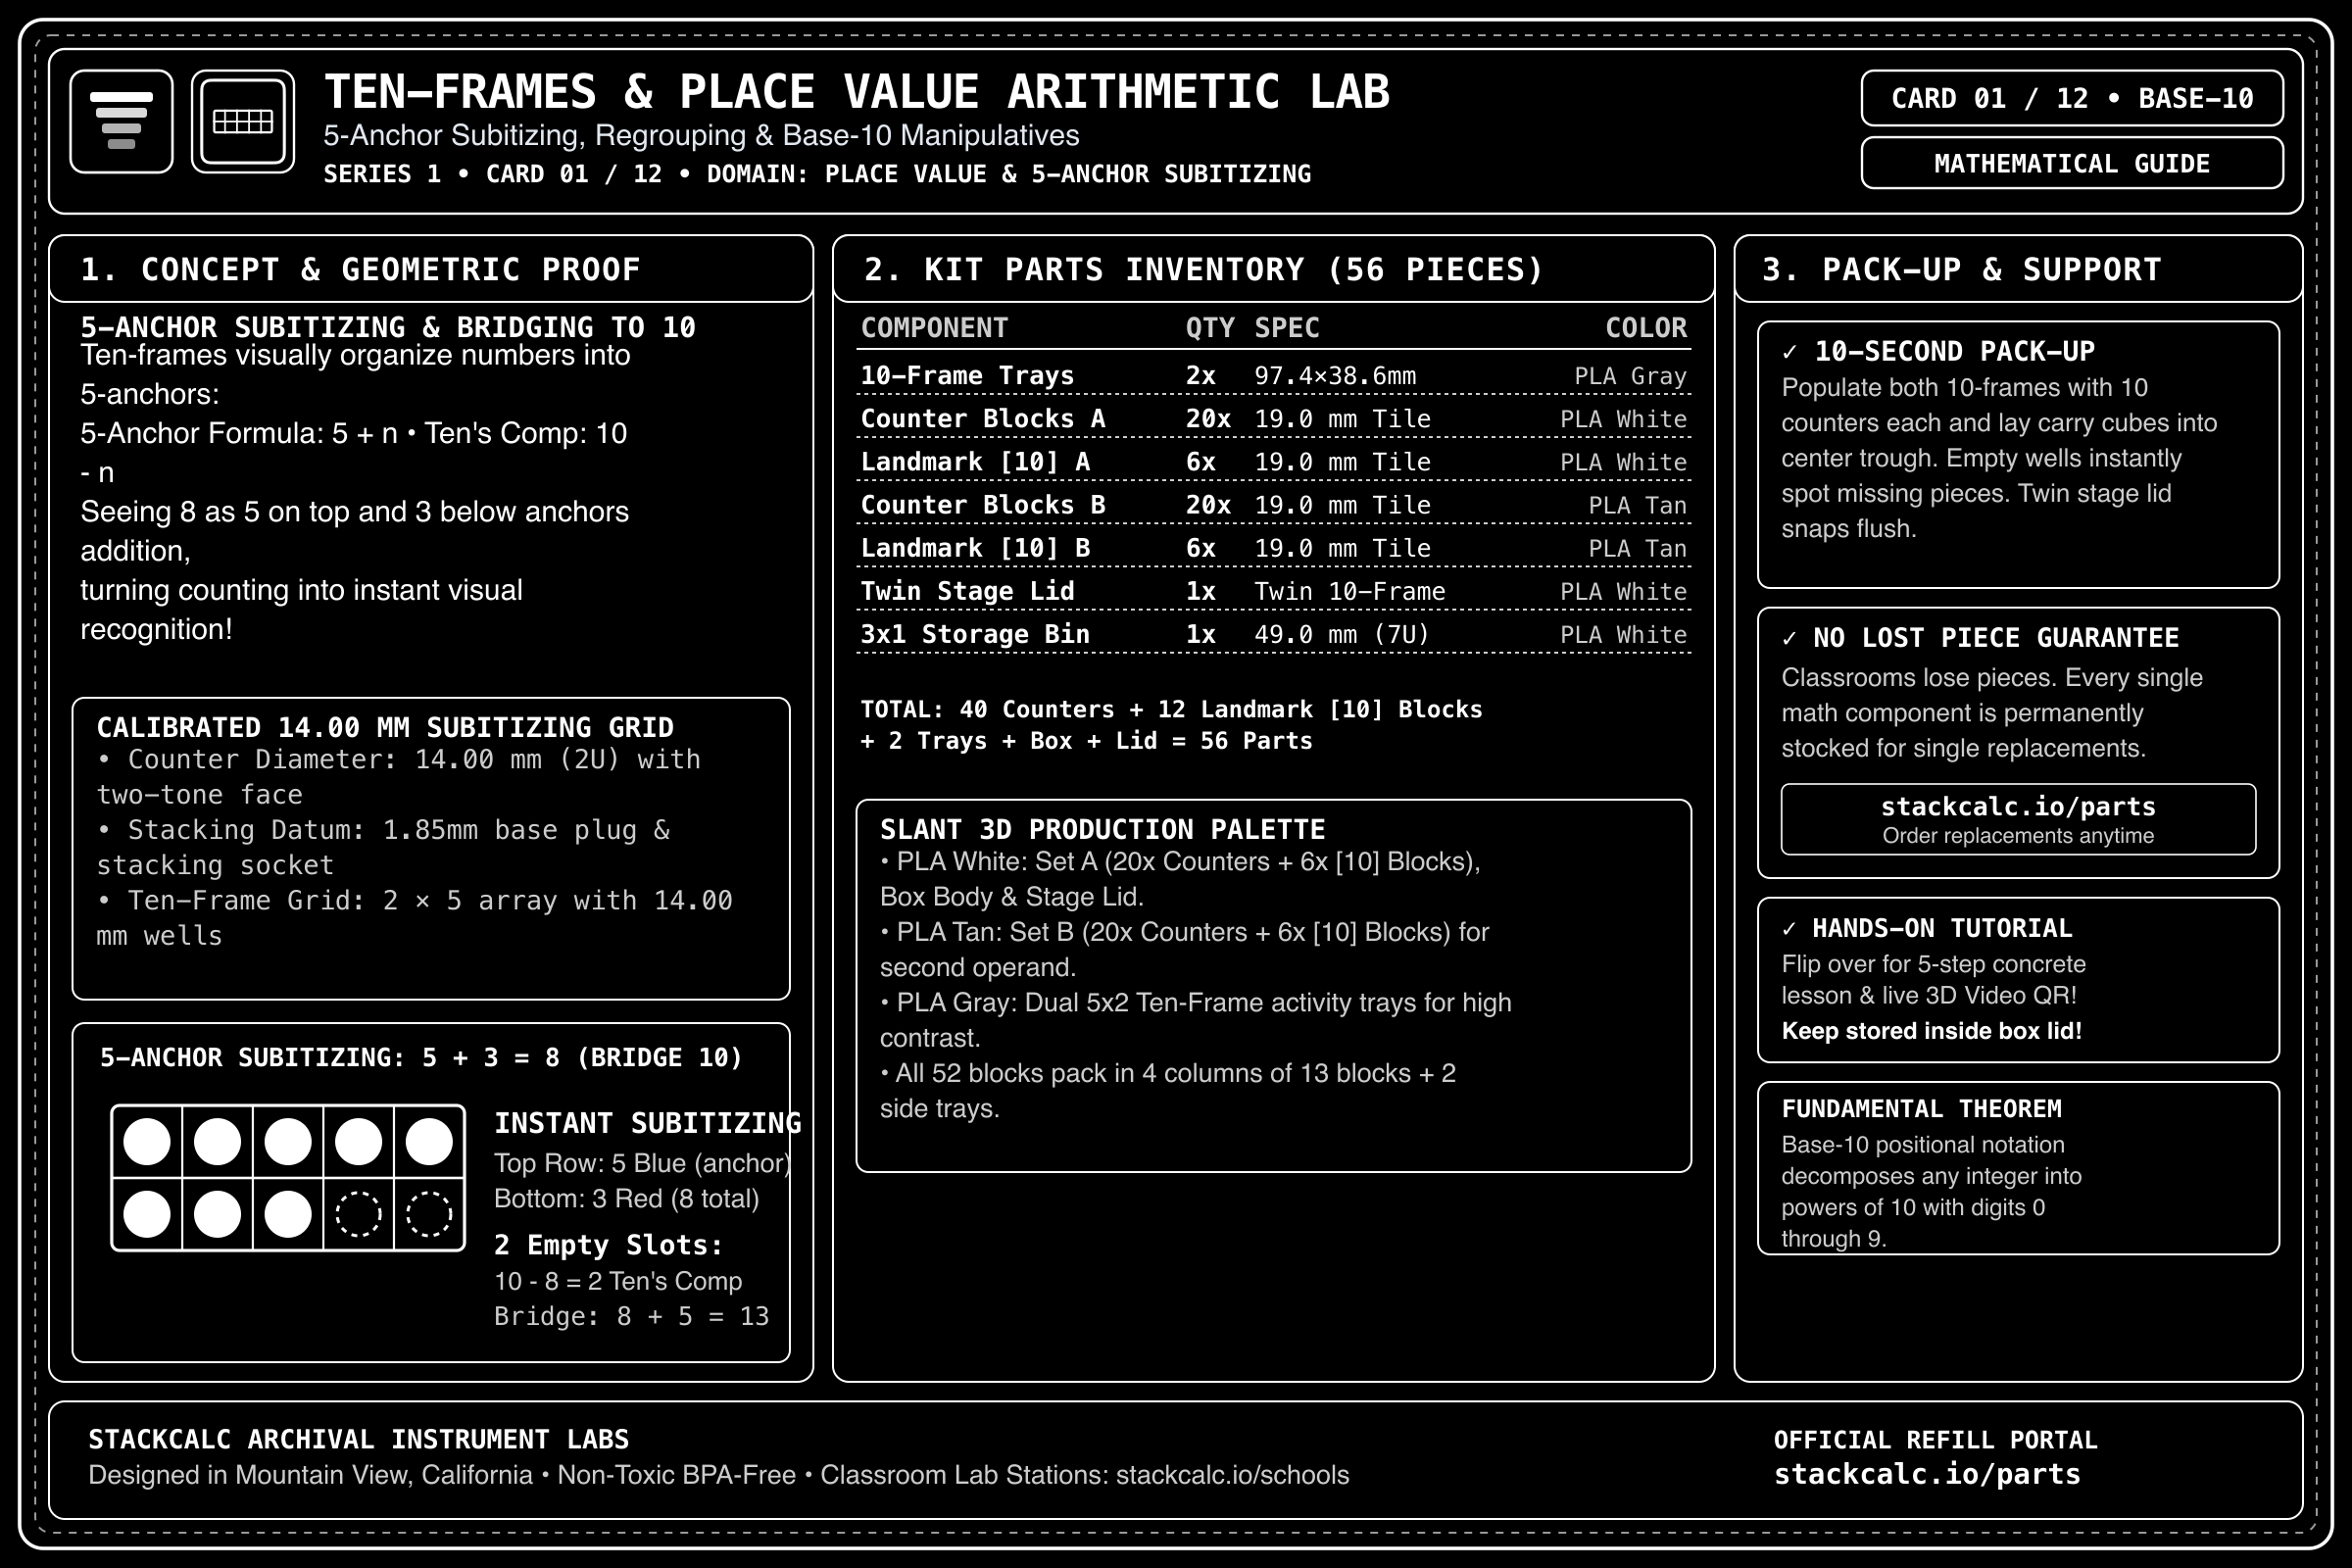 TEN–FRAMES & PLACE VALUE ARITHMETIC LAB
5-Anchor Subitizing, Regrouping & Base-10 Manipulatives
SERIES 1 • CARD 01 / 12 • DOMAIN: PLACE VALUE & 5–ANCHOR SUBITIZING
CARD 01 / 12 • BASE–10
MATHEMATICAL GUIDE
1. CONCEPT & GEOMETRIC PROOF
5–ANCHOR SUBITIZING & BRIDGING TO 10
Ten-frames visually organize numbers into
5-anchors:
5-Anchor Formula: 5 + n • Ten's Comp: 10
- n
Seeing 8 as 5 on top and 3 below anchors
addition,
turning counting into instant visual
recognition!
CALIBRATED 14.00 MM SUBITIZING GRID
• Counter Diameter: 14.00 mm (2U) with
two–tone face
• Stacking Datum: 1.85mm base plug &
stacking socket
• Ten–Frame Grid: 2 × 5 array with 14.00
mm wells
5–ANCHOR SUBITIZING: 5 + 3 = 8 (BRIDGE 10)
INSTANT SUBITIZING
Top Row: 5 Blue (anchor)
Bottom: 3 Red (8 total)
2 Empty Slots:
10 - 8 = 2 Ten's Comp
Bridge: 8 + 5 = 13
2. KIT PARTS INVENTORY (56 PIECES)
COMPONENT QTY SPEC COLOR
10–Frame Trays 2x 97.4×38.6mm PLA Gray
Counter Blocks A 20x 19.0 mm Tile PLA White
Landmark [10] A 6x 19.0 mm Tile PLA White
Counter Blocks B 20x 19.0 mm Tile PLA Tan
Landmark [10] B 6x 19.0 mm Tile PLA Tan
Twin Stage Lid 1x Twin 10–Frame PLA White
3x1 Storage Bin 1x 49.0 mm (7U) PLA White
TOTAL: 40 Counters + 12 Landmark [10] Blocks
+ 2 Trays + Box + Lid = 56 Parts
SLANT 3D PRODUCTION PALETTE
• PLA White: Set A (20x Counters + 6x [10] Blocks),
Box Body & Stage Lid.
• PLA Tan: Set B (20x Counters + 6x [10] Blocks) for
second operand.
• PLA Gray: Dual 5x2 Ten-Frame activity trays for high
contrast.
• All 52 blocks pack in 4 columns of 13 blocks + 2
side trays.
3. PACK–UP & SUPPORT
✓ 10–SECOND PACK–UP
Populate both 10-frames with 10
counters each and lay carry cubes into
center trough. Empty wells instantly
spot missing pieces. Twin stage lid
snaps flush.
✓ NO LOST PIECE GUARANTEE
Classrooms lose pieces. Every single
math component is permanently
stocked for single replacements.
stackcalc.io/parts
Order replacements anytime
✓ HANDS–ON TUTORIAL
Flip over for 5-step concrete
lesson & live 3D Video QR!
Keep stored inside box lid!
FUNDAMENTAL THEOREM
Base-10 positional notation
decomposes any integer into
powers of 10 with digits 0
through 9.
STACKCALC ARCHIVAL INSTRUMENT LABS
Designed in Mountain View, California • Non-Toxic BPA-Free • Classroom Lab Stations: stackcalc.io/schools
OFFICIAL REFILL PORTAL
stackcalc.io/parts